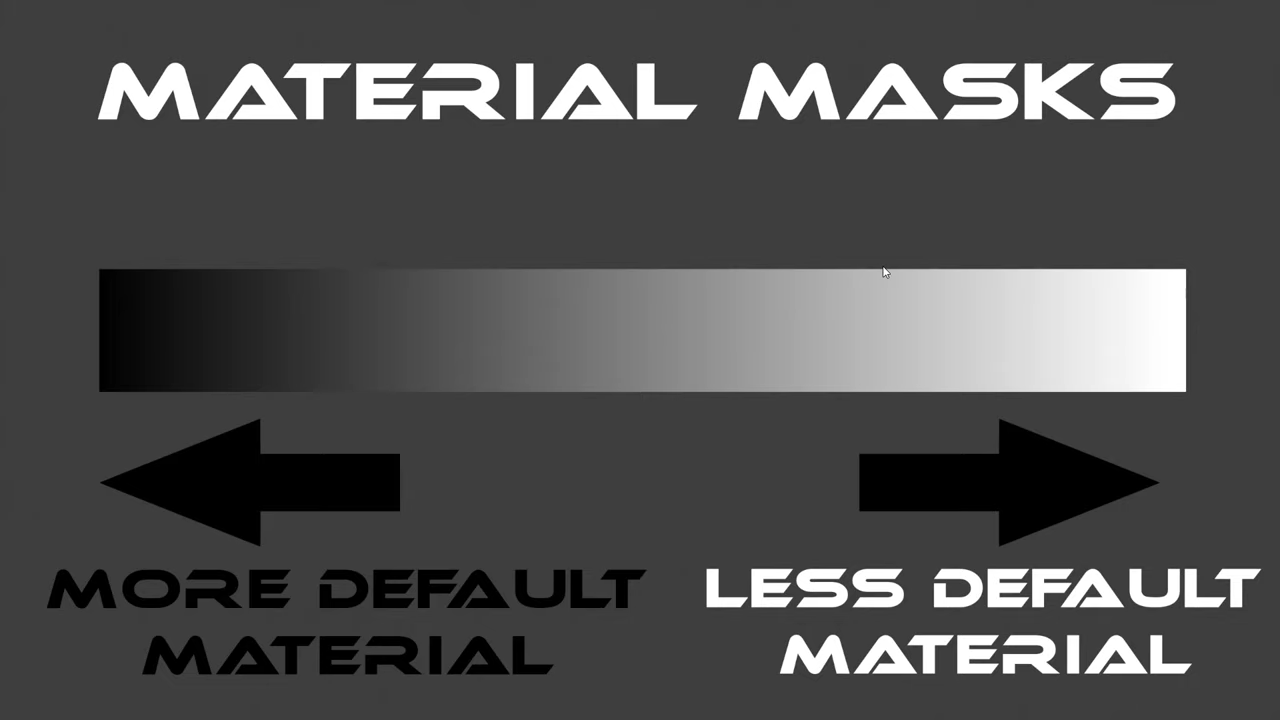 MATERIAL MASKS
MORE DEFAULT
MATERIAL
LESS DEFAULT
MATERIAL